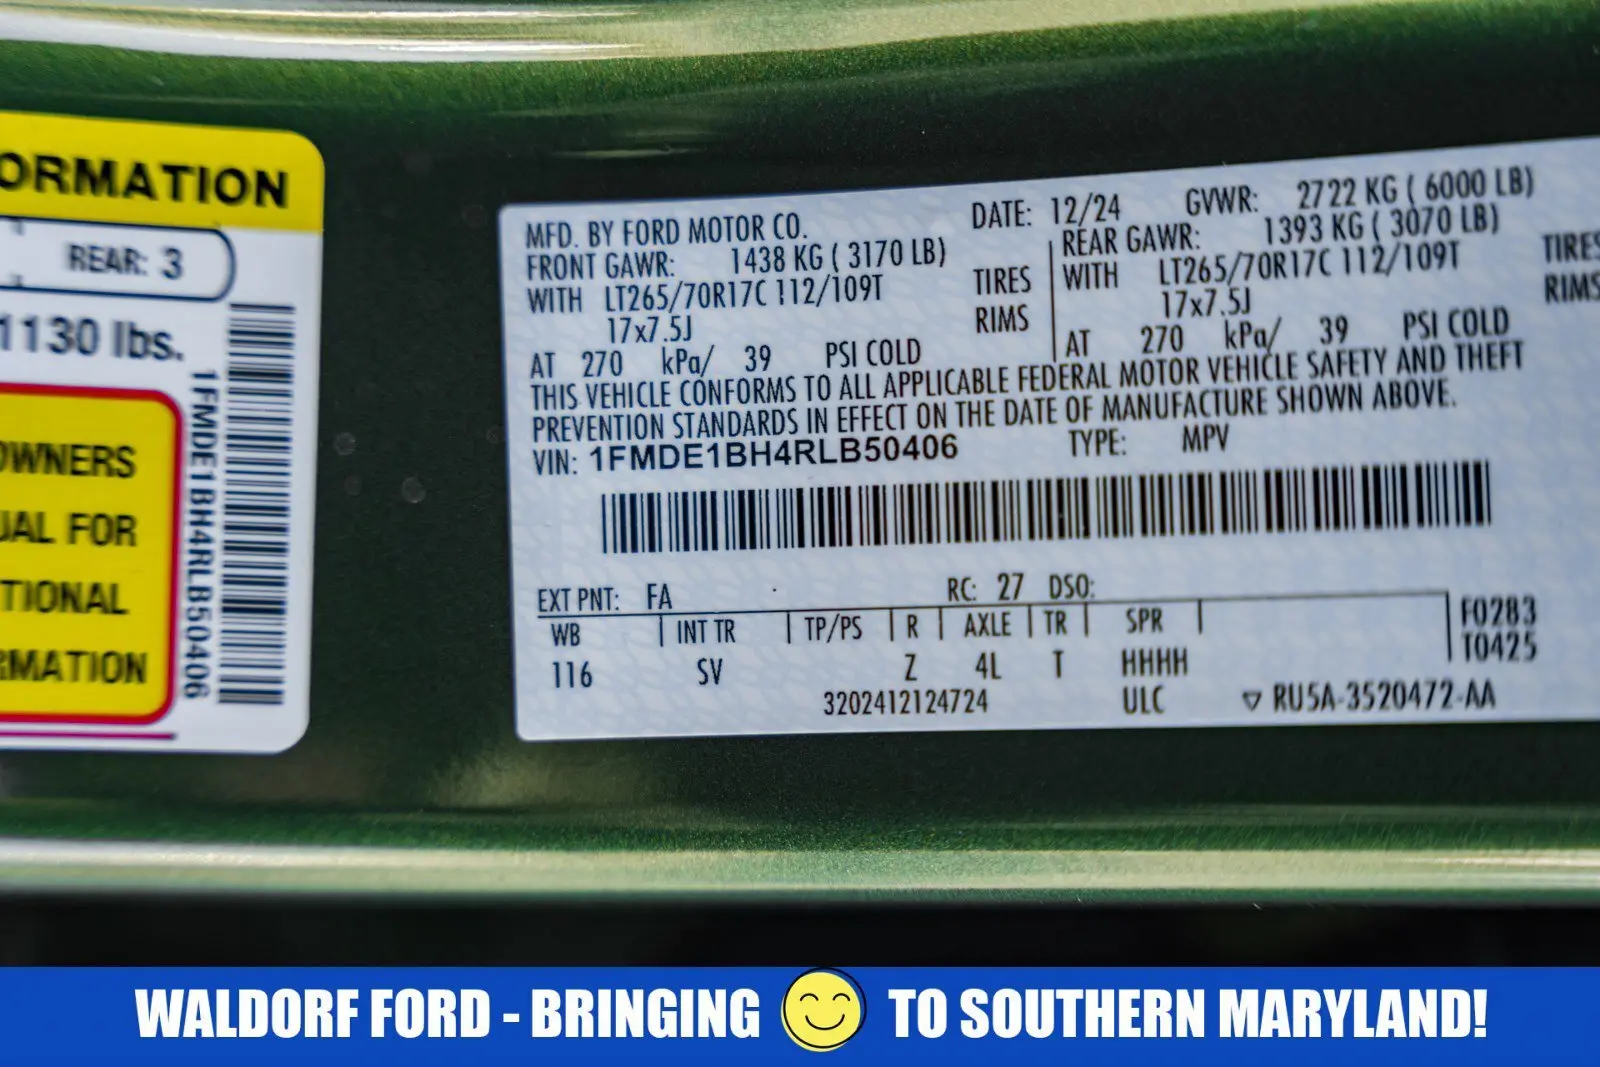 ORMATION
REAR: 3
1130 lbs.
OWNERS
UAL FOR
TIONAL
RMATION
1FMDE1BH4RLB50406
MFD. BY FORD MOTOR CO.
DATE: 12/24 GVWR: 2722 KG ( 6000 LB)
FRONT GAWR: 1438 KG ( 3170 LB) REAR GAWR: 1393 KG ( 3070 LB)
WITH LT265/70R17C 112/109T TIRES WITH LT265/70R17C 112/109T TIRES
17x7.5J RIMS 17x7.5J RIMS
AT 270 kPa/ 39 PSI COLD AT 270 kPa/ 39 PSI COLD
THIS VEHICLE CONFORMS TO ALL APPLICABLE FEDERAL MOTOR VEHICLE SAFETY AND THEFT
PREVENTION STANDARDS IN EFFECT ON THE DATE OF MANUFACTURE SHOWN ABOVE.
VIN: 1FMDE1BH4RLB50406 TYPE: MPV
EXT PNT: FA RC: 27 DSO:
WB INT TR TP/PS R AXLE TR SPR F0283
116 SV Z 4L T HHHH T0425
3202412124724 ULC ▽ RU5A-3520472-AA
WALDORF FORD - BRINGING TO SOUTHERN MARYLAND!